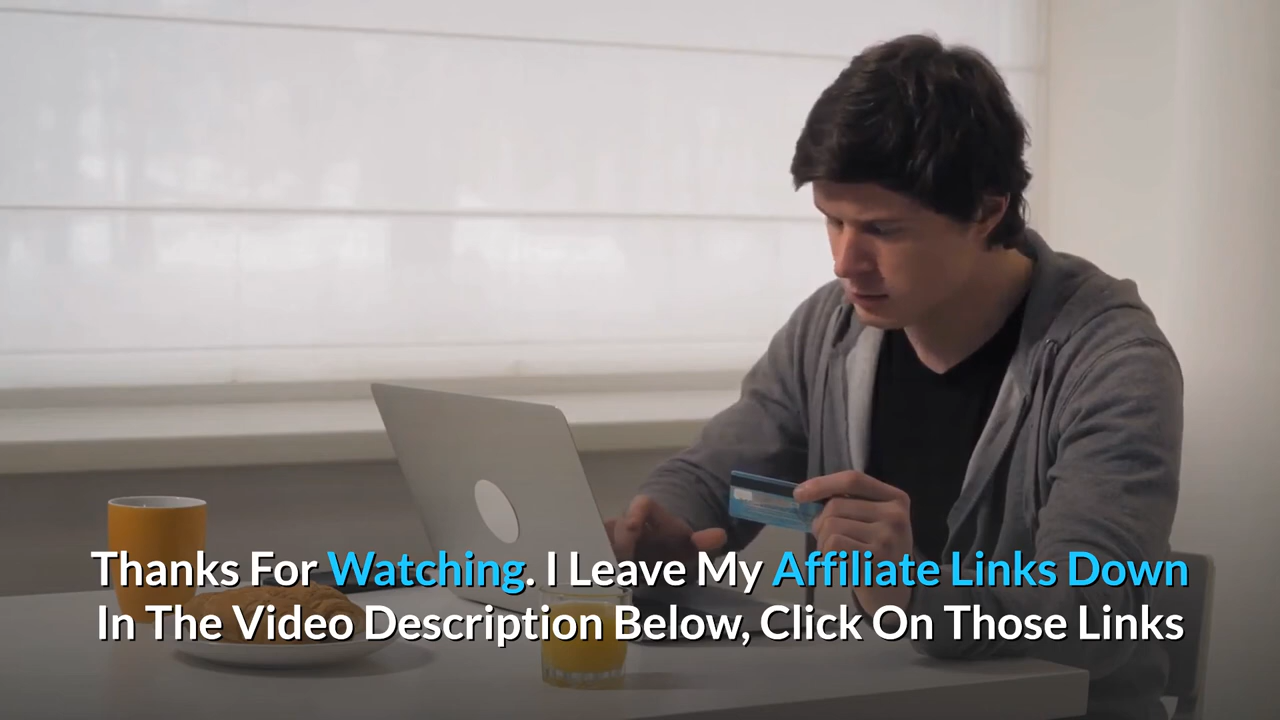 Thanks For Watching. I Leave My Affiliate Links Down
In The Video Description Below, Click On Those Links